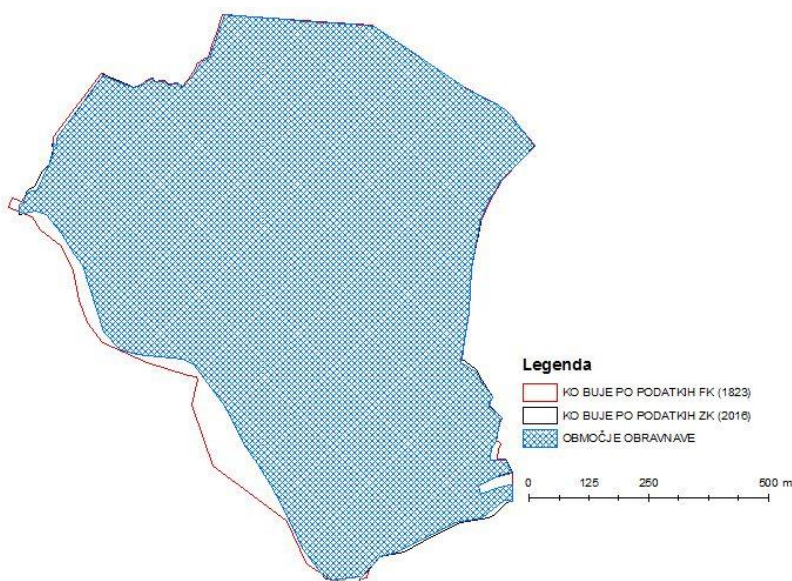 Legenda
KO BUJE PO PODATKIH FK (1823)
KO BUJE PO PODATKIH ZK (2016)
OBMOČJE OBRAVNAVE
0 125 250 500 m